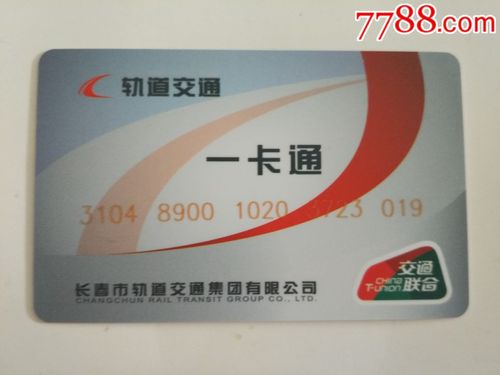 7788.com
轨道交通
一卡通
3104 8900 1020 3723 019
长春市轨道交通集团有限公司
CHANGCHUN RAIL TRANSIT GROUP CO., LTD.
交通
CHINA
T-UNION 联合